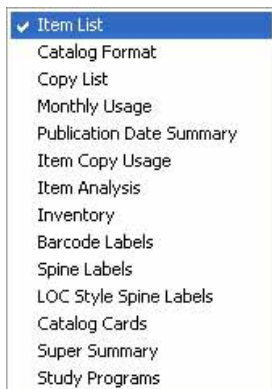 Item List
Catalog Format
Copy List
Monthly Usage
Publication Date Summary
Item Copy Usage
Item Analysis
Inventory
Barcode Labels
Spine Labels
LOC Style Spine Labels
Catalog Cards
Super Summary
Study Programs